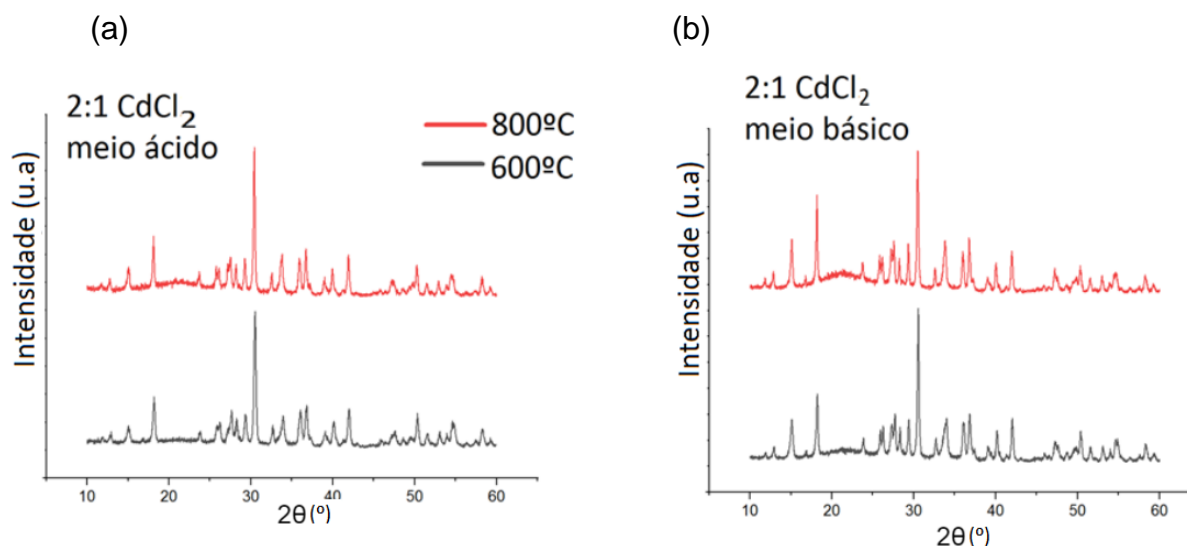 (a)
2:1 CdCl₂
meio ácido
800ºC
600ºC
Intensidade (u.a)
10 20 30 40 50 60
2θ(º)
(b)
2:1 CdCl₂
meio básico
Intensidade (u.a)
10 20 30 40 50 60
2θ(º)